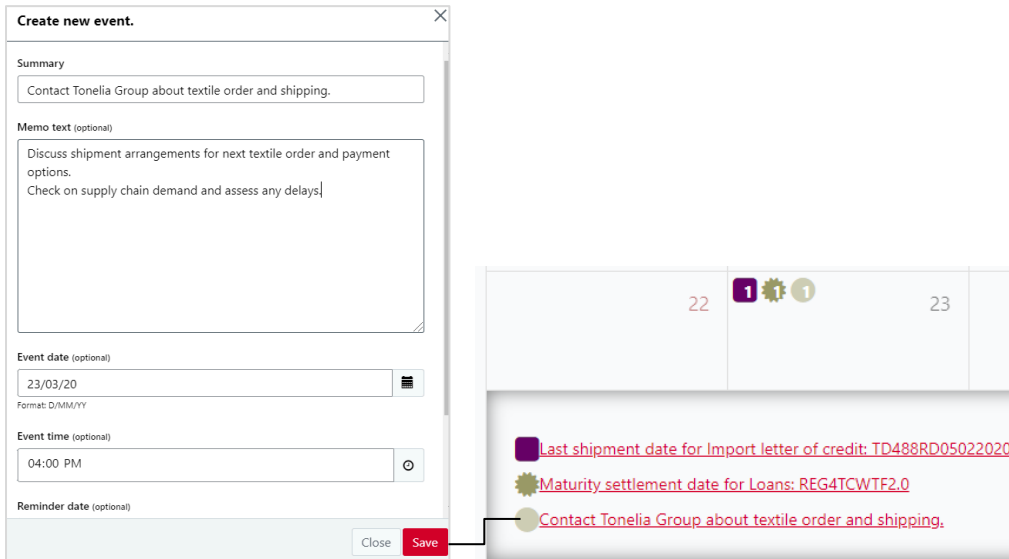 Create new event.
Summary
Contact Tonelia Group about textile order and shipping.
Memo text (optional)
Discuss shipment arrangements for next textile order and payment
options.
Check on supply chain demand and assess any delays.
Event date (optional)
23/03/20
Format: D/MM/YY
Event time (optional)
04:00 PM
Reminder date (optional)
Close Save
1 1 1
22 23
Last shipment date for Import letter of credit: TD488RD05022020
Maturity settlement date for Loans: REG4TCWTF2.0
Contact Tonelia Group about textile order and shipping.